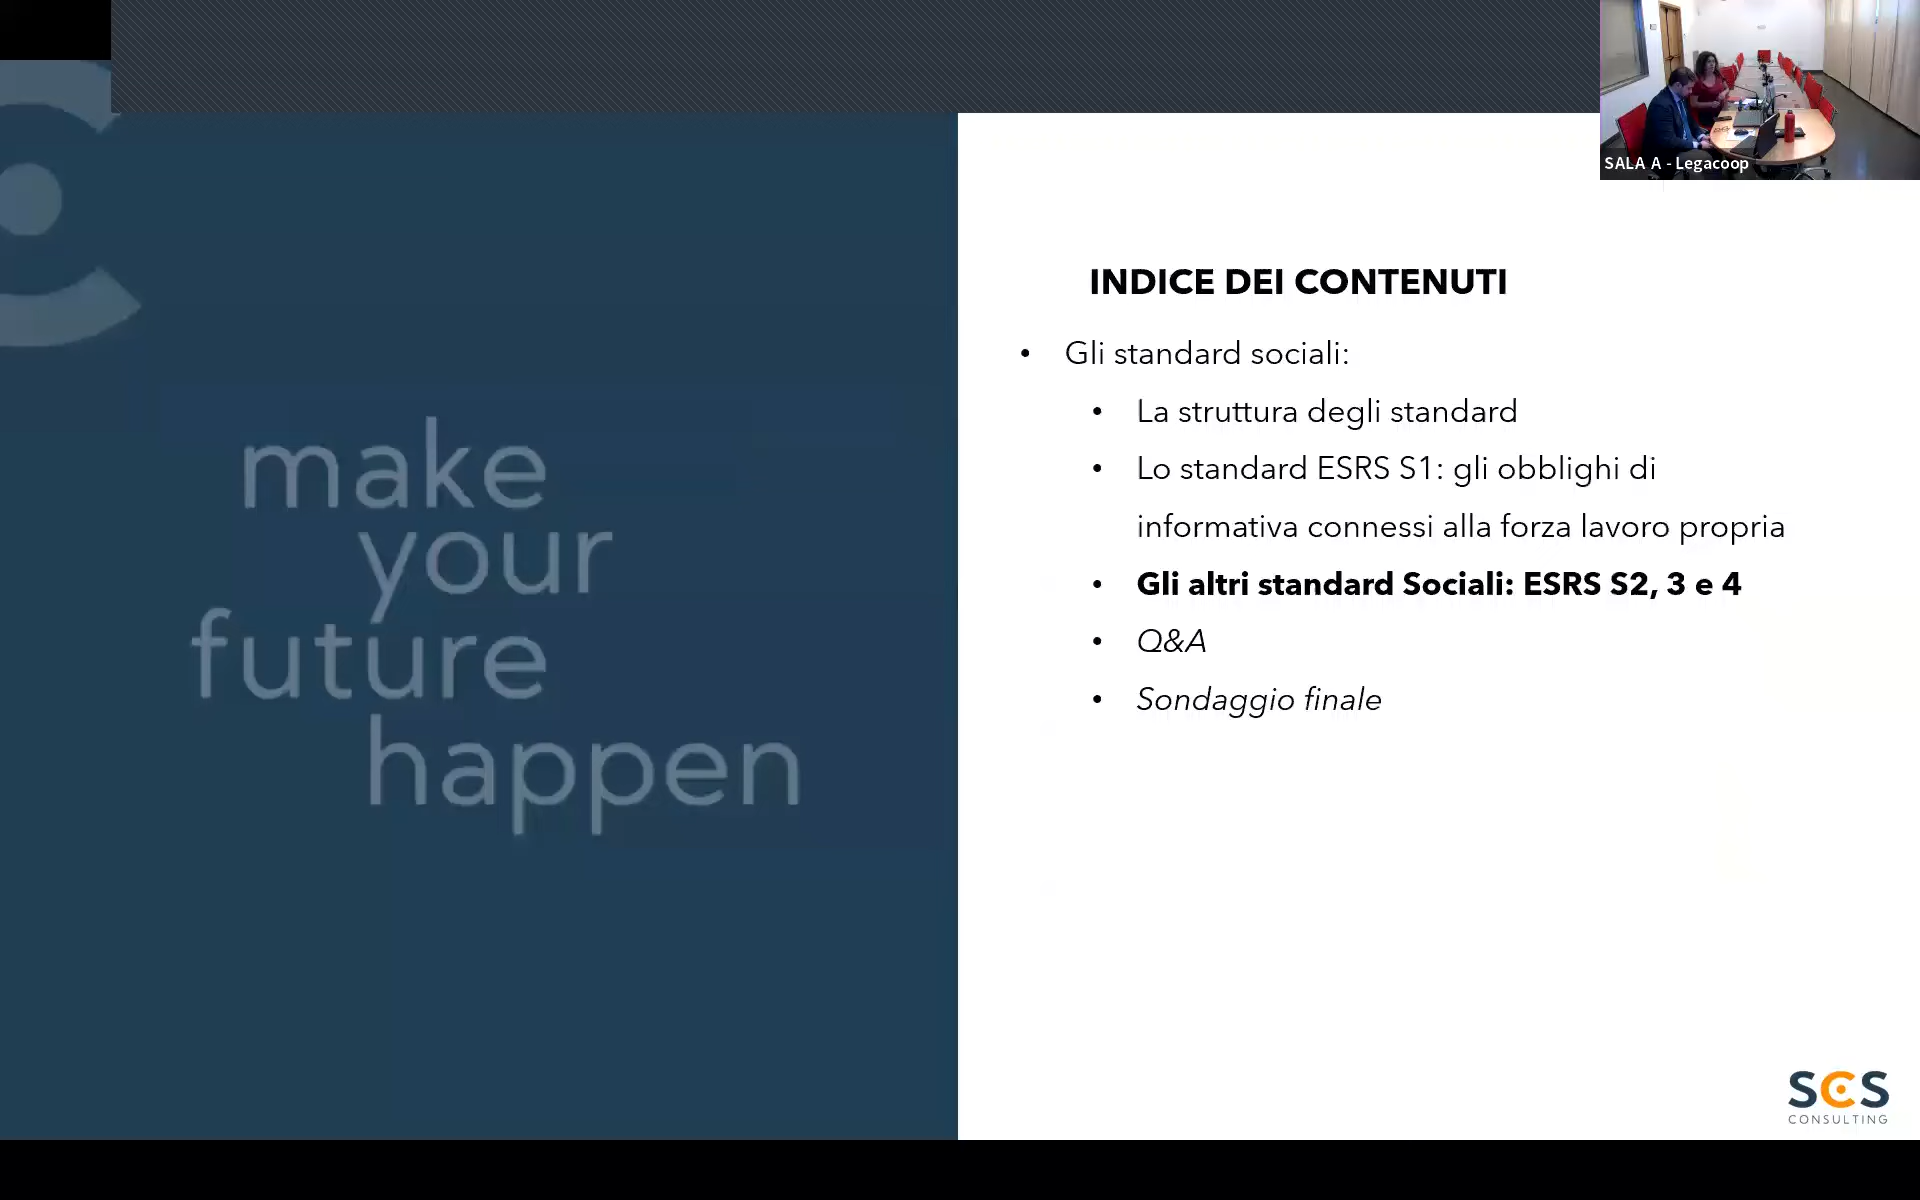 SALA A - Legacoop
make
your
future
happen
INDICE DEI CONTENUTI
• Gli standard sociali:
• La struttura degli standard
• Lo standard ESRS S1: gli obblighi di
informativa connessi alla forza lavoro propria
• Gli altri standard Sociali: ESRS S2, 3 e 4
• Q&A
• Sondaggio finale
SCS
CONSULTING